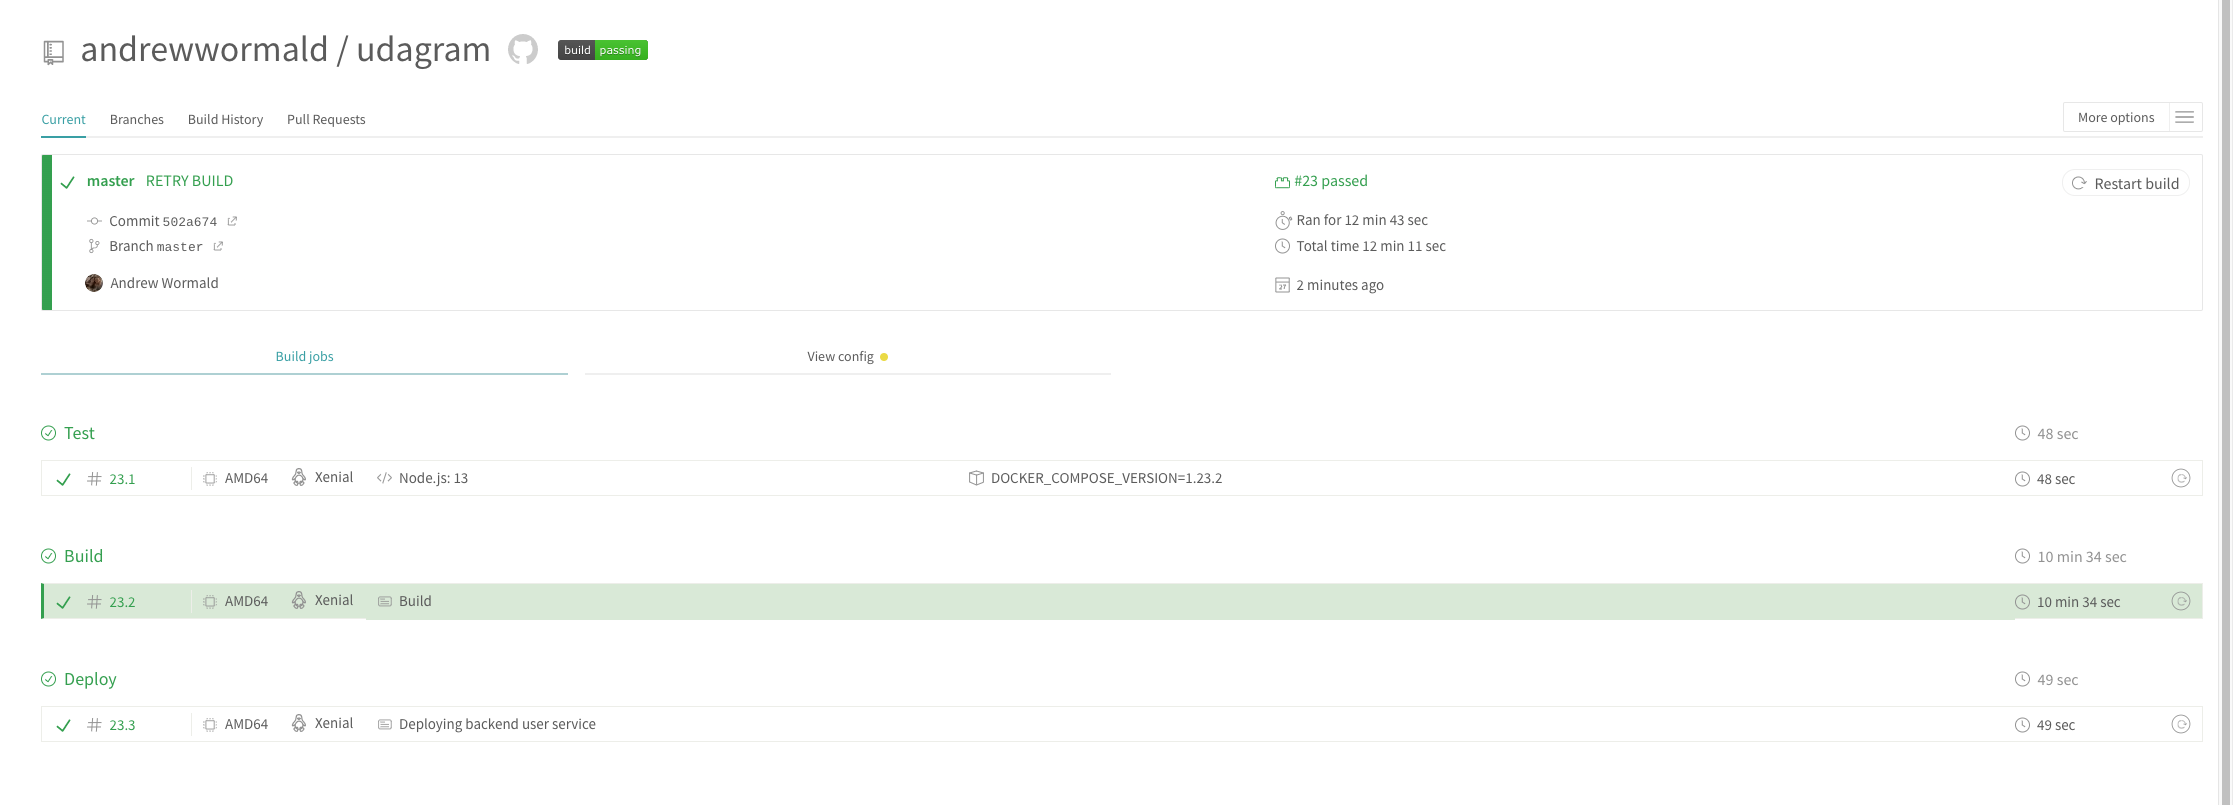 andrewwormald / udagram build passing
Current Branches Build History Pull Requests More options
master RETRY BUILD #23 passed Restart build
Commit 502a674 Ran for 12 min 43 sec
Branch master Total time 12 min 11 sec
Andrew Wormald 2 minutes ago
Build jobs View config
Test 48 sec
# 23.1 AMD64 Xenial </> Node.js: 13 DOCKER_COMPOSE_VERSION=1.23.2 48 sec
Build 10 min 34 sec
# 23.2 AMD64 Xenial Build 10 min 34 sec
Deploy 49 sec
# 23.3 AMD64 Xenial Deploying backend user service 49 sec